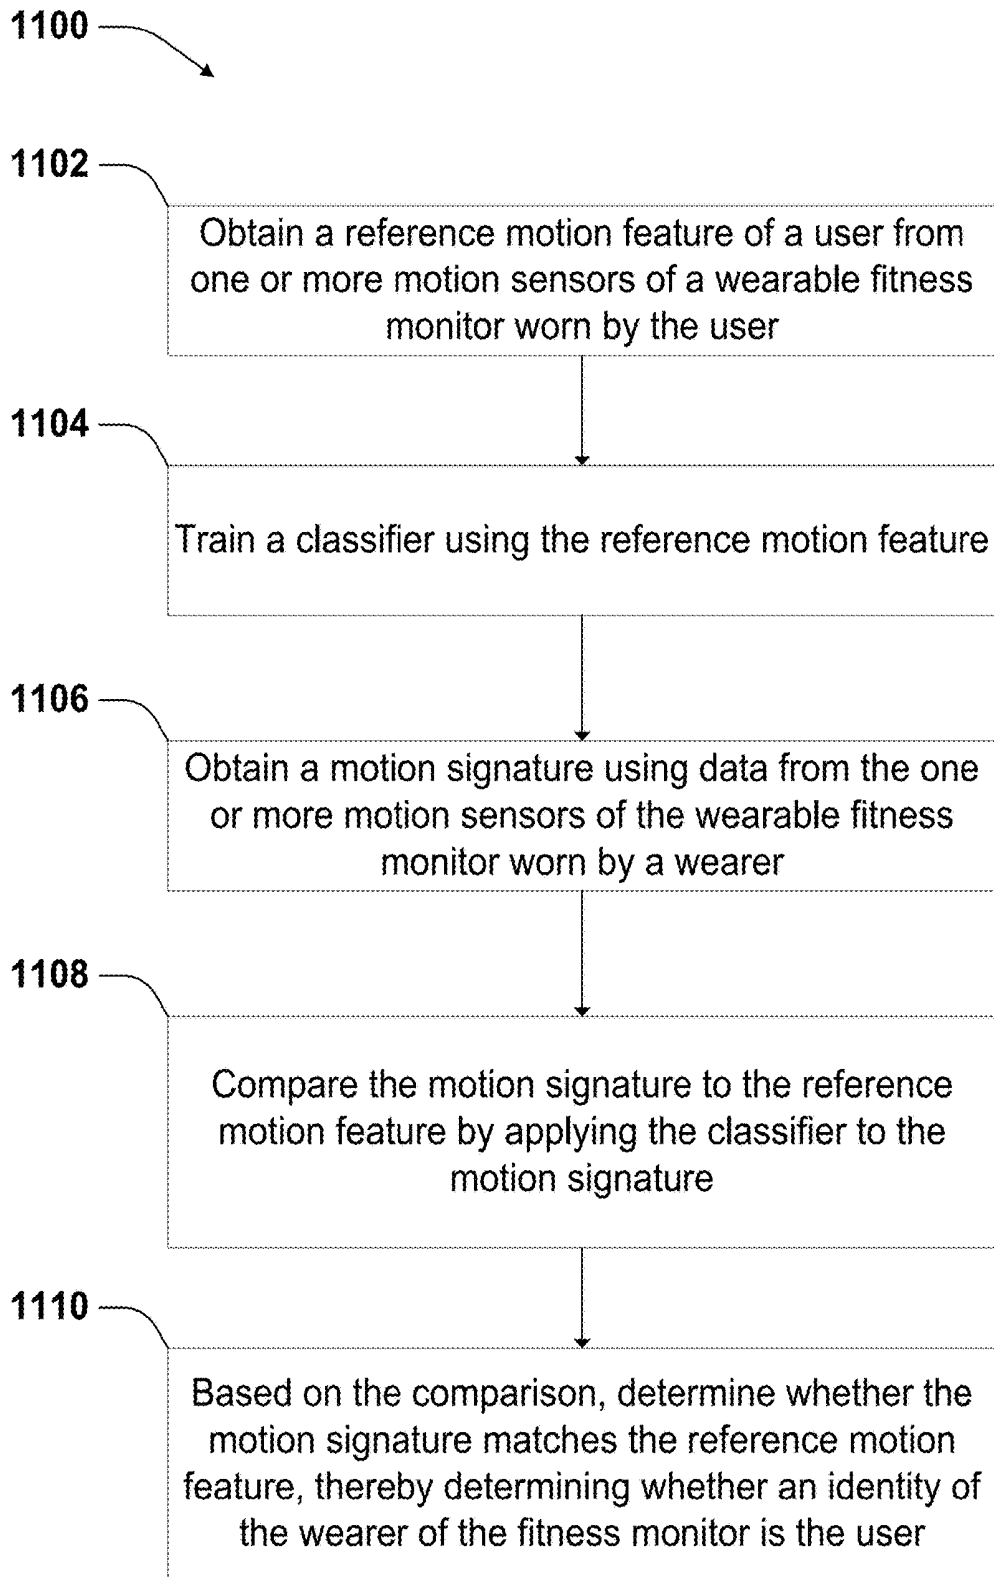 1100
1102
Obtain a reference motion feature of a user from
one or more motion sensors of a wearable fitness
monitor worn by the user
1104
Train a classifier using the reference motion feature
1106
Obtain a motion signature using data from the one
or more motion sensors of the wearable fitness
monitor worn by a wearer
1108
Compare the motion signature to the reference
motion feature by applying the classifier to the
motion signature
1110
Based on the comparison, determine whether the
motion signature matches the reference motion
feature, thereby determining whether an identity of
the wearer of the fitness monitor is the user